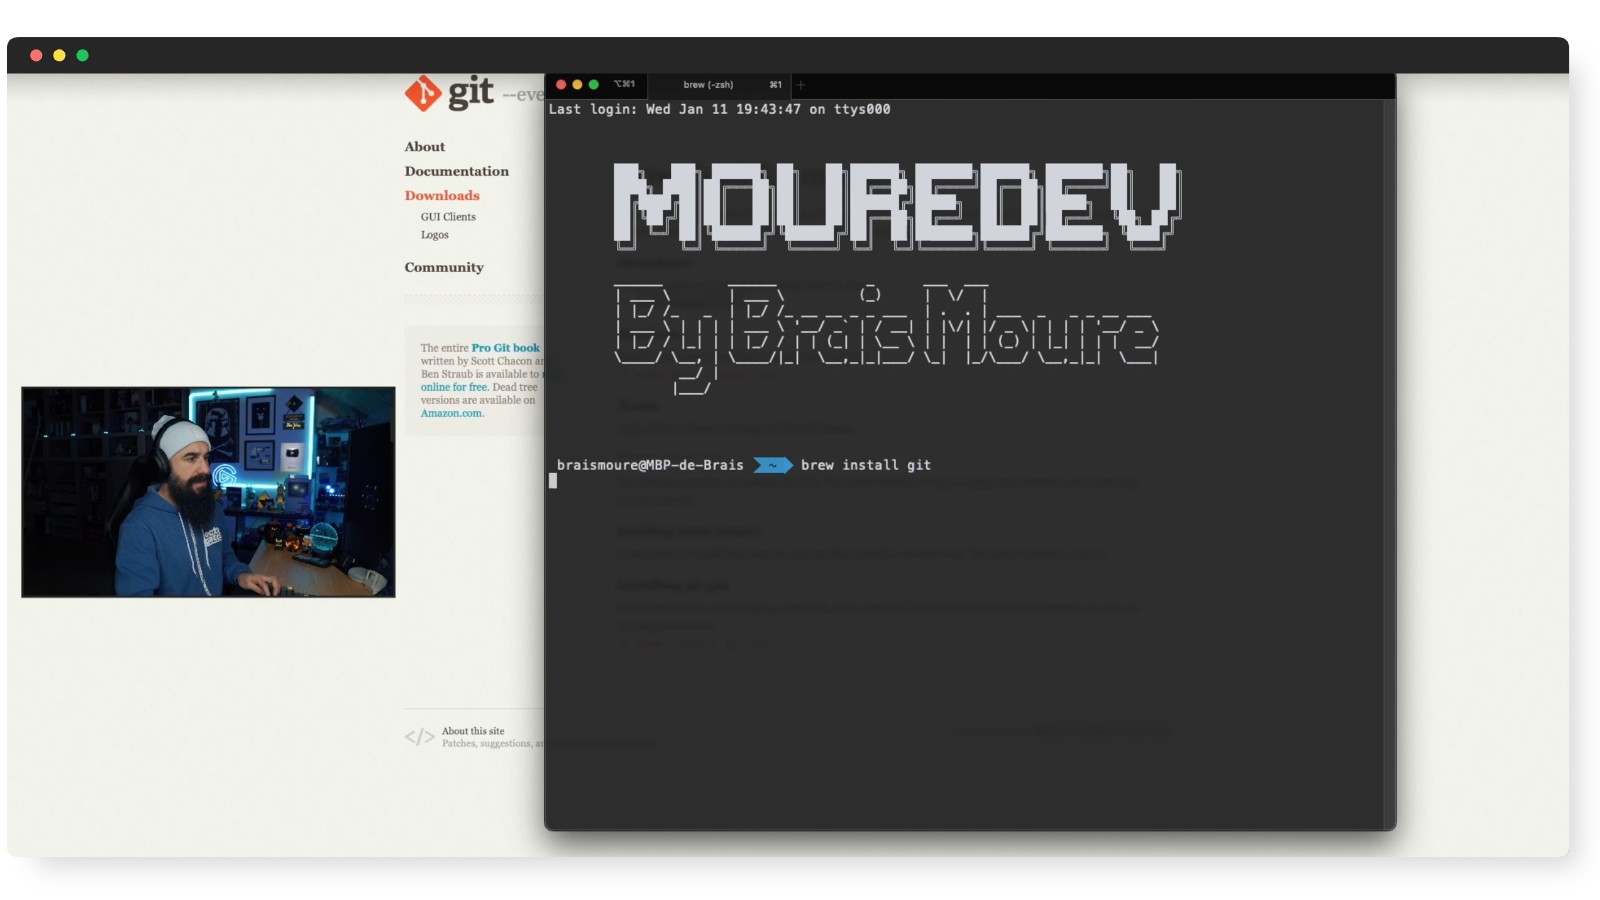 git --eve
About
Documentation
Downloads
GUI Clients
Logos
Community
The entire Pro Git book
written by Scott Chacon an
Ben Straub is available to
online for free. Dead tree
versions are available on
Amazon.com.
</> About this site
Patches, suggestions, an
⌥⌘1 brew (-zsh) ⌘1 +
Last login: Wed Jan 11 19:43:47 on ttys000
MOUREDEV
By Brais Moure
braismoure@MBP-de-Brais ~ brew install git